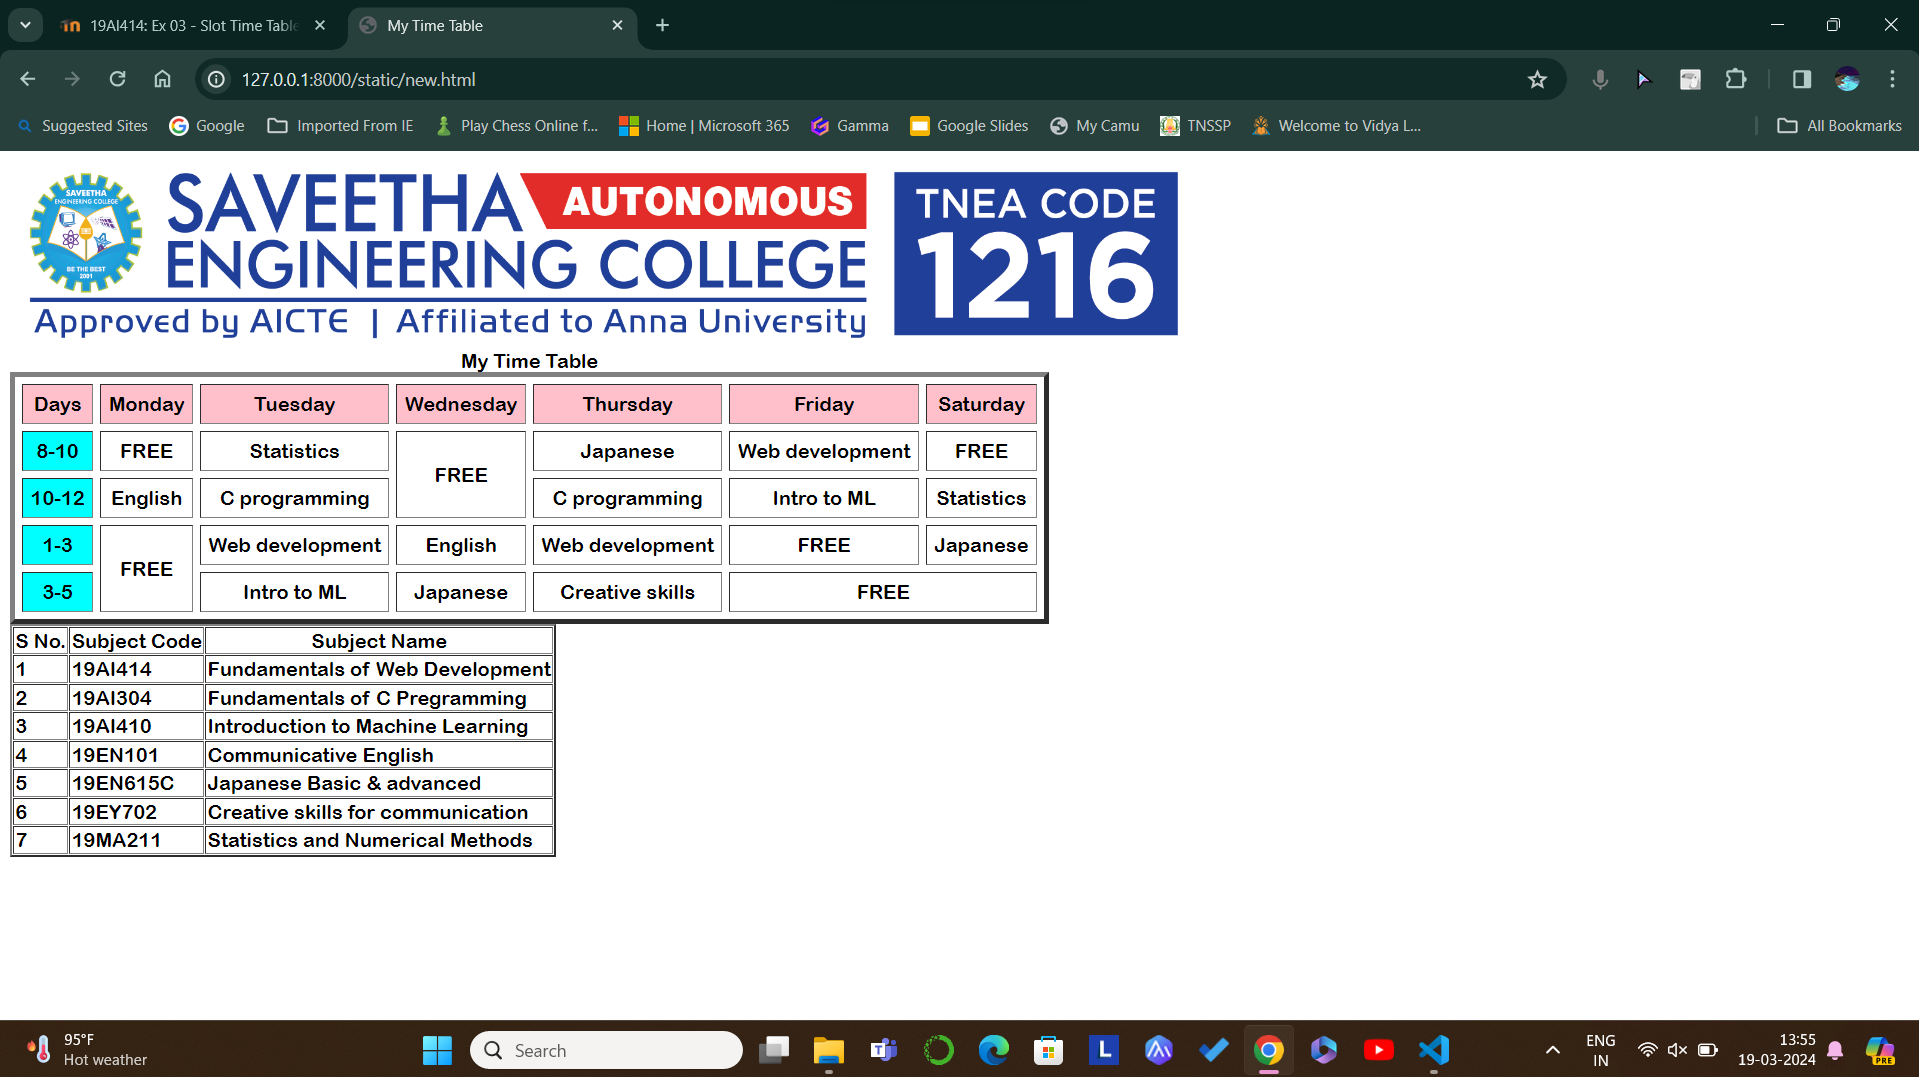 19AI414: Ex 03 - Slot Time Table
My Time Table
127.0.0.1:8000/static/new.html
Suggested Sites Google Imported From IE Play Chess Online f... Home | Microsoft 365 Gamma Google Slides My Camu TNSSP Welcome to Vidya L... All Bookmarks
SAVEETHA
ENGINEERING COLLEGE
BE THE BEST
2001
SAVEETHA AUTONOMOUS
ENGINEERING COLLEGE
Approved by AICTE | Affiliated to Anna University
TNEA CODE
1216
My Time Table
Days Monday Tuesday Wednesday Thursday Friday Saturday
8-10 FREE Statistics FREE Japanese Web development FREE
10-12 English C programming C programming Intro to ML Statistics
1-3 FREE Web development English Web development FREE Japanese
3-5 Intro to ML Japanese Creative skills FREE
S No. Subject Code Subject Name
1 19AI414 Fundamentals of Web Development
2 19AI304 Fundamentals of C Pregramming
3 19AI410 Introduction to Machine Learning
4 19EN101 Communicative English
5 19EN615C Japanese Basic & advanced
6 19EY702 Creative skills for communication
7 19MA211 Statistics and Numerical Methods
95°F
Hot weather
Search
L
ENG
IN
13:55
19-03-2024
PRE